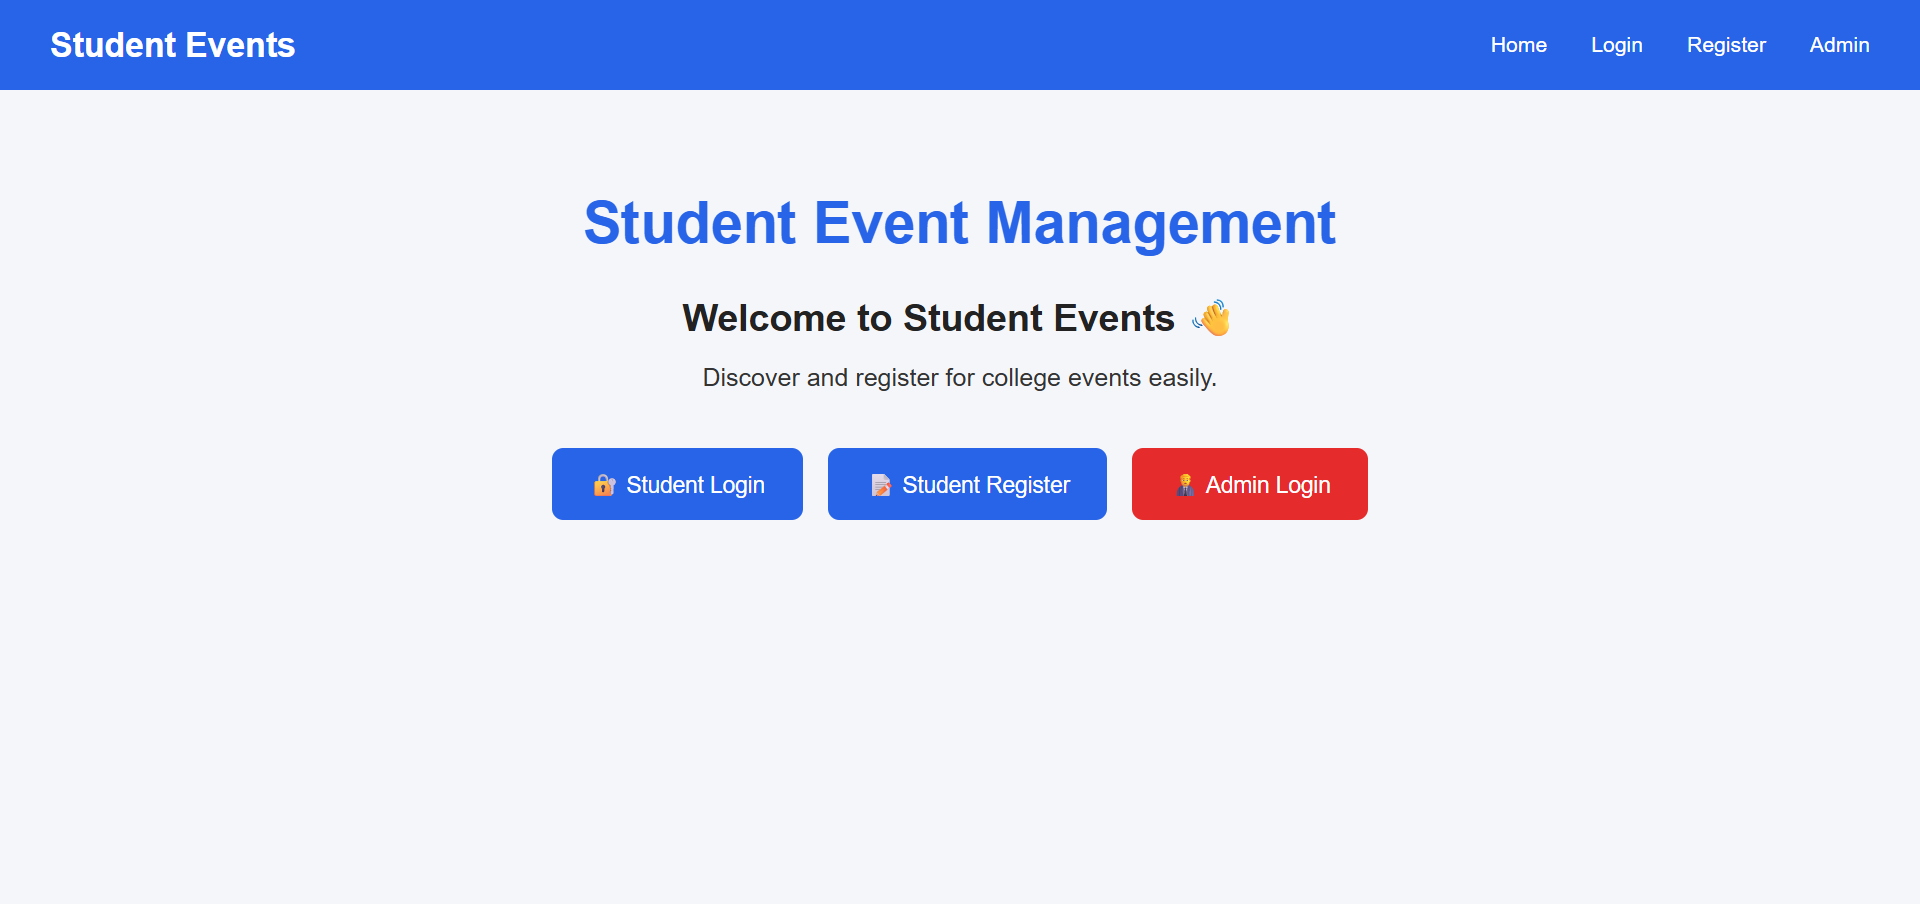 Student Events
Home Login Register Admin
Student Event Management
Welcome to Student Events 👋
Discover and register for college events easily.
🔐 Student Login
📝 Student Register
👨‍💼 Admin Login